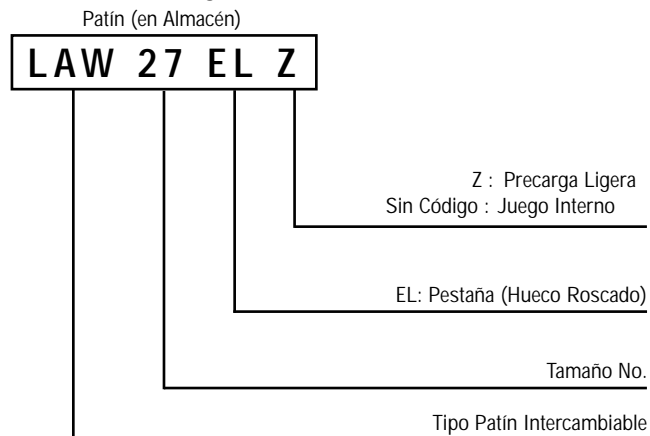 Patín (en Almacén)
LAW 27 EL Z
Z : Precarga Ligera
Sin Código : Juego Interno
EL: Pestaña (Hueco Roscado)
Tamaño No.
Tipo Patín Intercambiable